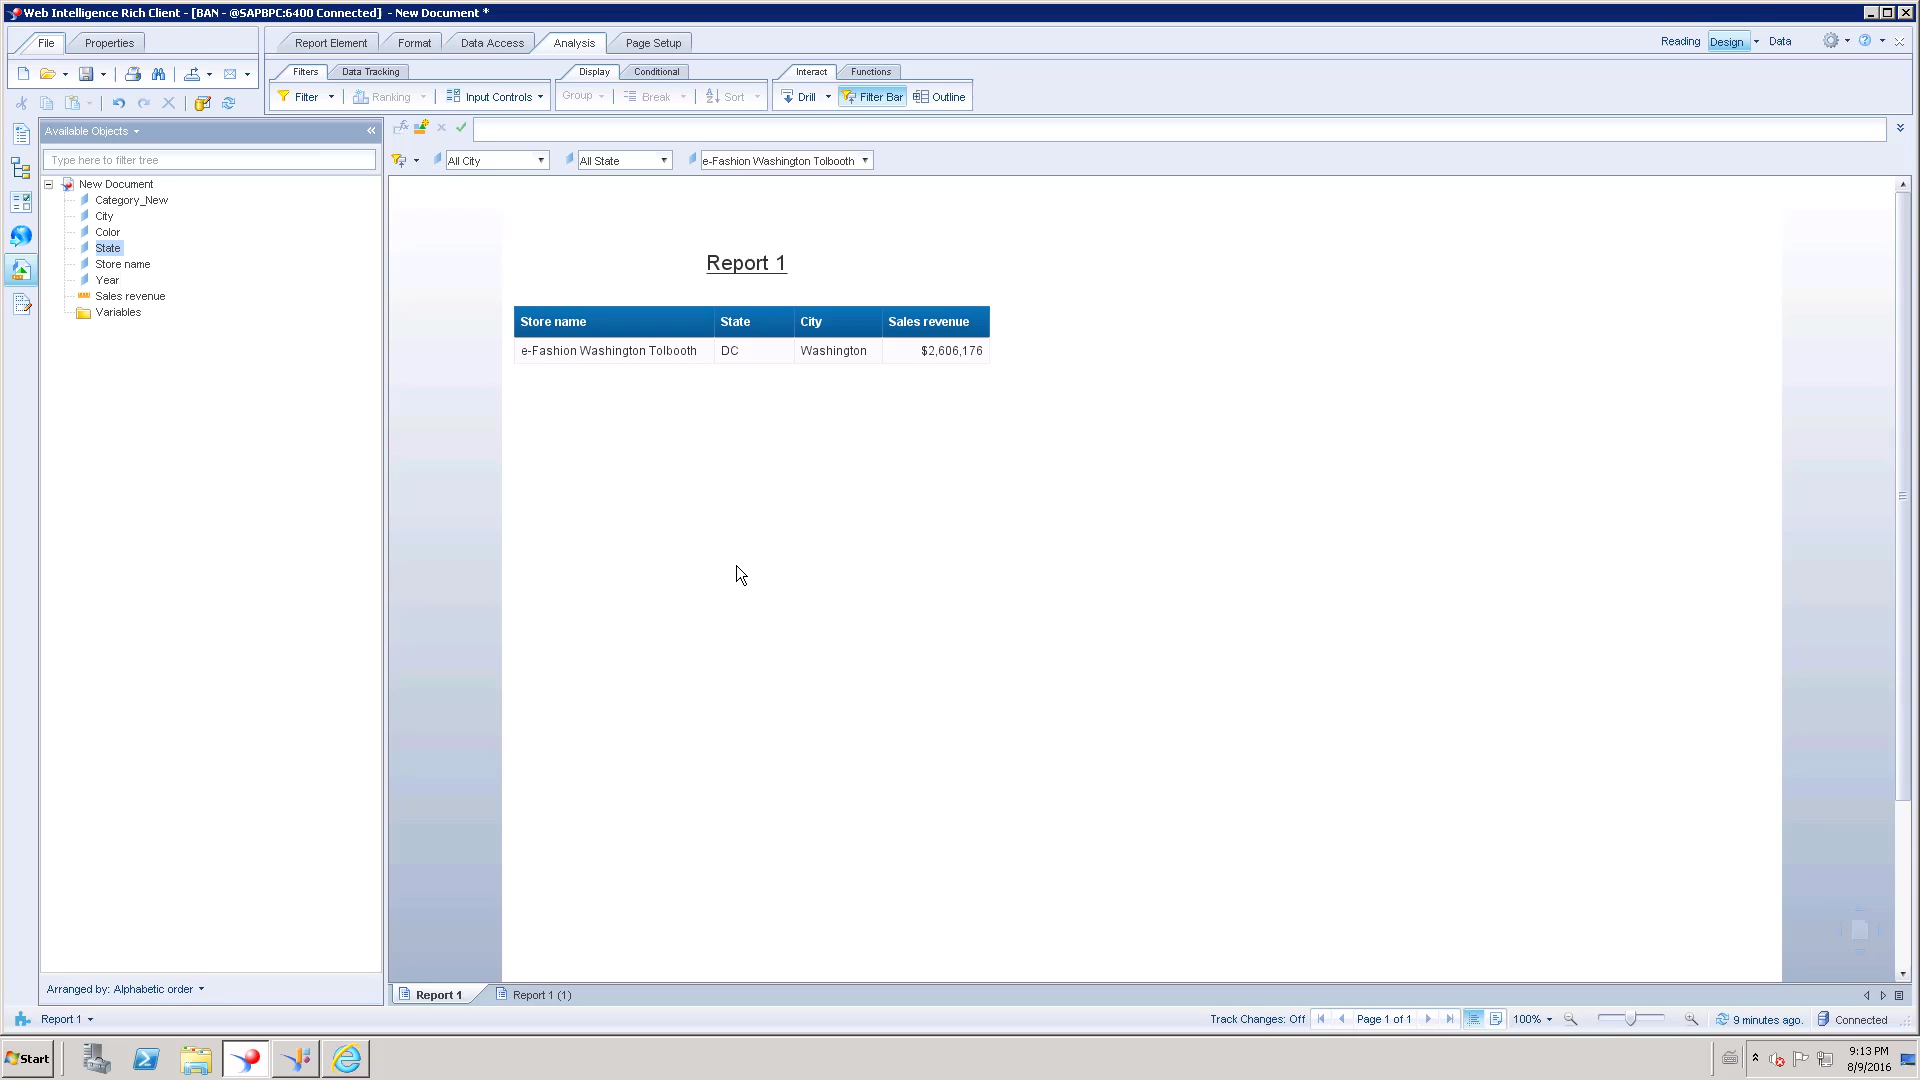 Web Intelligence Rich Client - [BAN - @SAPBPC:6400 Connected] - New Document *
File Properties Report Element Format Data Access Analysis Page Setup Reading Design Data
Filters Data Tracking Display Conditional Interact Functions
Filter Ranking Input Controls Group Break Sort Drill Filter Bar Outline
Available Objects
Type here to filter tree
All City All State e-Fashion Washington Tolbooth
New Document
Category_New
City
Color
State
Store name
Year
Sales revenue
Variables
Report 1
Store name State City Sales revenue
e-Fashion Washington Tolbooth DC Washington $2,606,176
Arranged by: Alphabetic order
Report 1 Report 1 (1)
Report 1 Track Changes: Off Page 1 of 1 100% 9 minutes ago. Connected
Start
9:13 PM
8/9/2016